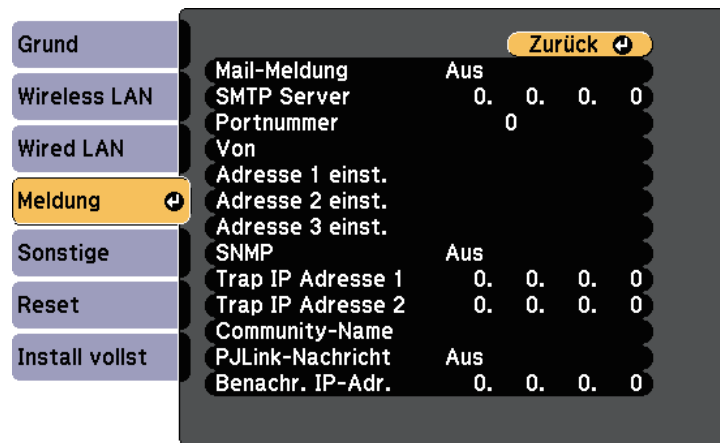 Grund
Wireless LAN
Wired LAN
Meldung
Sonstige
Reset
Install vollst
Zurück
Mail-Meldung Aus
SMTP Server 0. 0. 0. 0
Portnummer 0
Von
Adresse 1 einst.
Adresse 2 einst.
Adresse 3 einst.
SNMP Aus
Trap IP Adresse 1 0. 0. 0. 0
Trap IP Adresse 2 0. 0. 0. 0
Community-Name
PJLink-Nachricht Aus
Benachr. IP-Adr. 0. 0. 0. 0